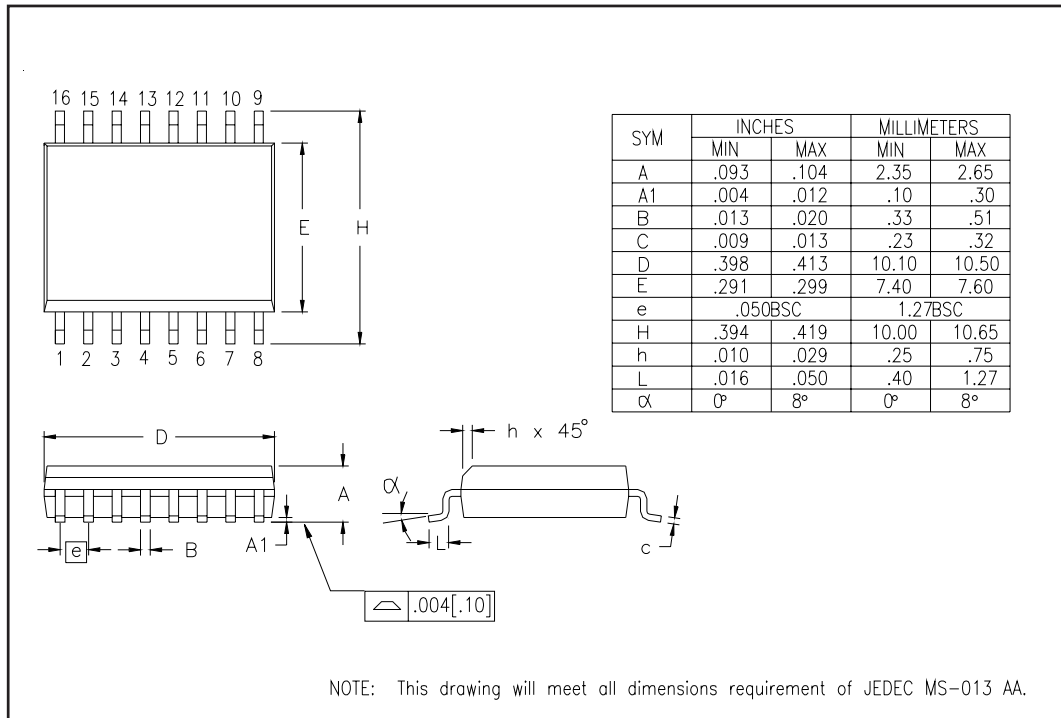 16 15 14 13 12 11 10 9
E
H
1 2 3 4 5 6 7 8
SYM INCHES MILLIMETERS
MIN MAX MIN MAX
A .093 .104 2.35 2.65
A1 .004 .012 .10 .30
B .013 .020 .33 .51
C .009 .013 .23 .32
D .398 .413 10.10 10.50
E .291 .299 7.40 7.60
e .050BSC 1.27BSC
H .394 .419 10.00 10.65
h .010 .029 .25 .75
L .016 .050 .40 1.27
α 0° 8° 0° 8°
D
A
e
B
A1
.004[.10]
h x 45°
α
L
c
NOTE: This drawing will meet all dimensions requirement of JEDEC MS-013 AA.